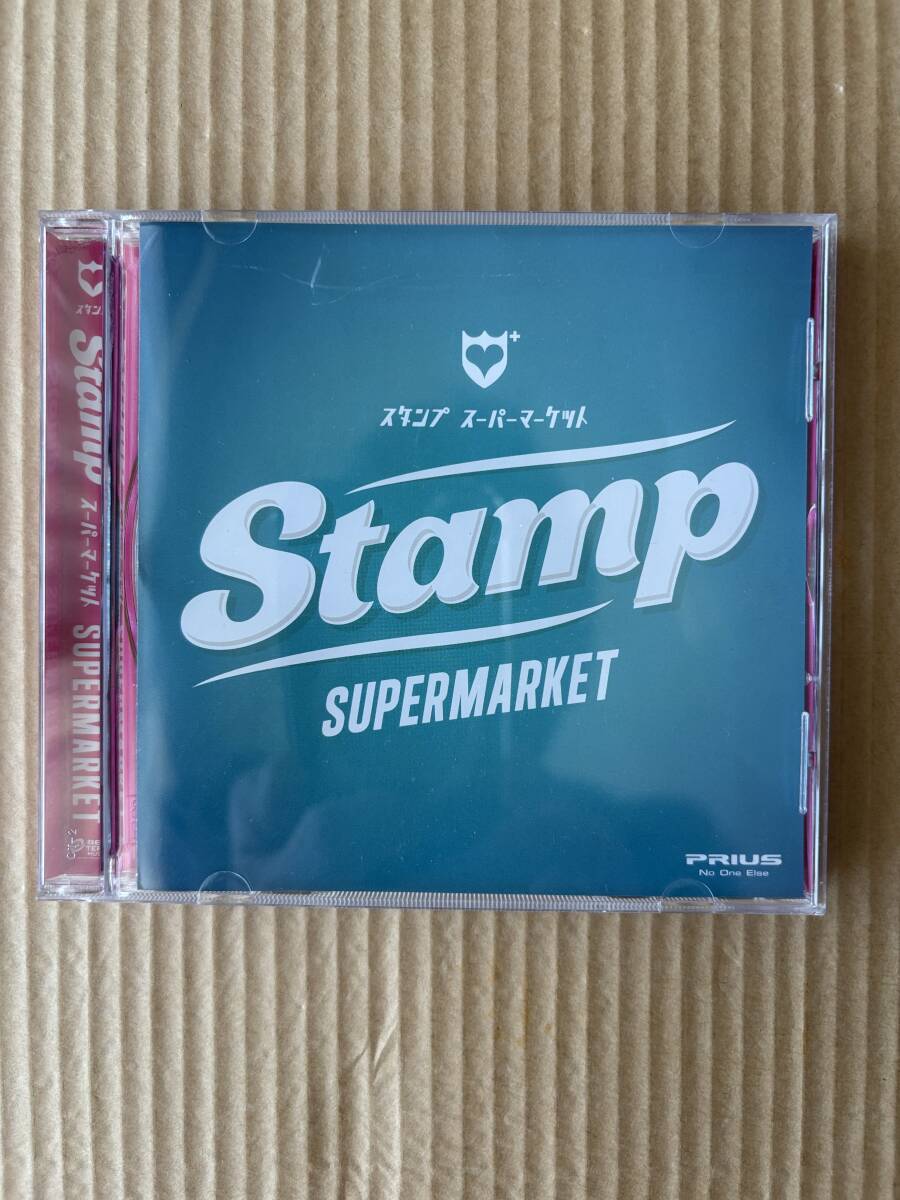 スタンプ スーパーマーケット
Stamp
SUPERMARKET
PRIUS
No One Else
Stamp
スーパーマーケット
SUPERMARKET